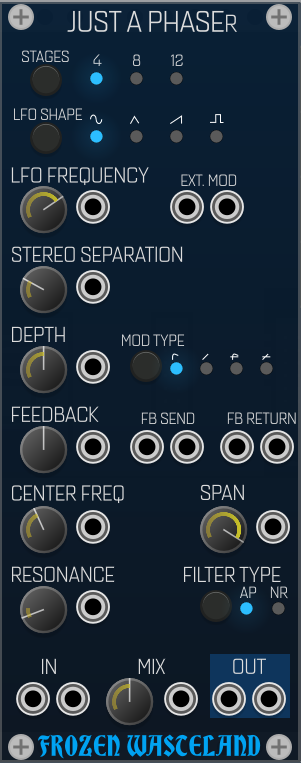 JUST A PHASER
STAGES 4 8 12
LFO SHAPE
LFO FREQUENCY EXT. MOD
STEREO SEPARATION
DEPTH MOD TYPE
FEEDBACK FB SEND FB RETURN
CENTER FREQ SPAN
RESONANCE FILTER TYPE
AP NR
IN MIX OUT
FROZEN WASTELAND